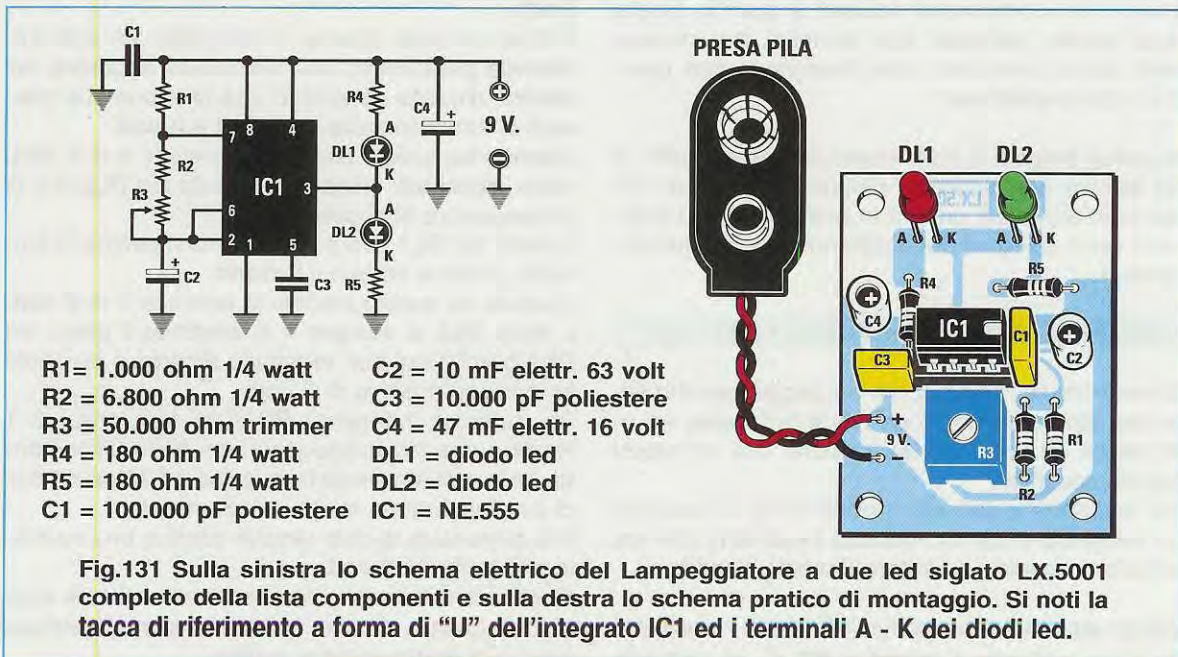 C1
R1
R2
R3
C2
7
8
4
6
2
1
5
3
IC1
C3
R4
A
DL1
K
A
DL2
K
R5
C4
+
+
9 V.
PRESA PILA
DL1
DL2
LX.50
A
K
A
K
R4
R5
C4
IC1
C1
C2
C3
+
9 V.
–
R3
R1
R2
R1= 1.000 ohm 1/4 watt
R2 = 6.800 ohm 1/4 watt
R3 = 50.000 ohm trimmer
R4 = 180 ohm 1/4 watt
R5 = 180 ohm 1/4 watt
C1 = 100.000 pF poliestere
C2 = 10 mF elettr. 63 volt
C3 = 10.000 pF poliestere
C4 = 47 mF elettr. 16 volt
DL1 = diodo led
DL2 = diodo led
IC1 = NE.555
Fig.131 Sulla sinistra lo schema elettrico del Lampeggiatore a due led siglato LX.5001
completo della lista componenti e sulla destra lo schema pratico di montaggio. Si noti la
tacca di riferimento a forma di “U” dell’integrato IC1 ed i terminali A - K dei diodi led.